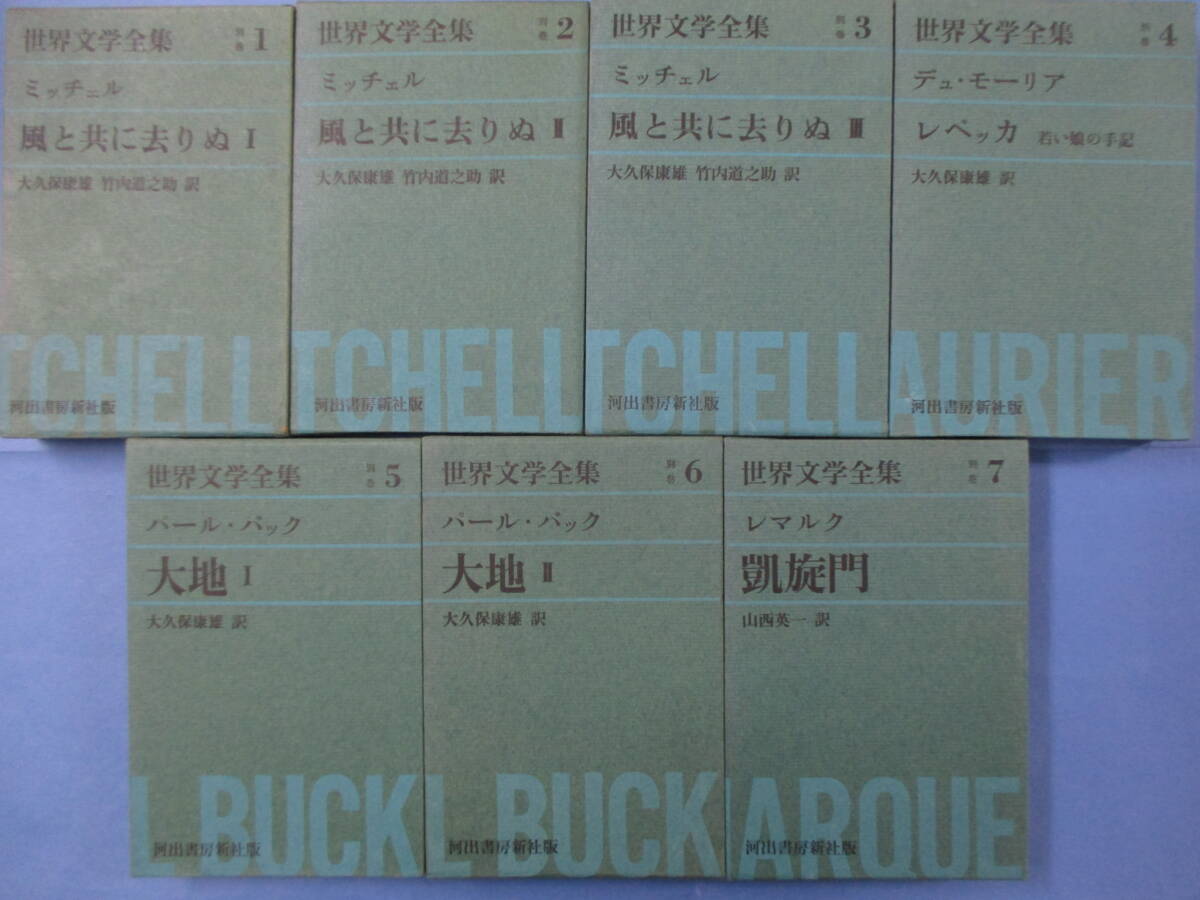 世界文学全集 別巻 1
ミッチェル
風と共に去りぬ Ⅰ
大久保康雄 竹内道之助 訳
TCHELL
河出書房新社版
世界文学全集 別巻 2
ミッチェル
風と共に去りぬ Ⅱ
大久保康雄 竹内道之助 訳
TCHELL
河出書房新社版
世界文学全集 別巻 3
ミッチェル
風と共に去りぬ Ⅲ
大久保康雄 竹内道之助 訳
TCHELL
河出書房新社版
世界文学全集 別巻 4
デュ・モーリア
レベッカ 若い娘の手記
大久保康雄 訳
AURIER
河出書房新社版
世界文学全集 別巻 5
パール・バック
大地 Ⅰ
大久保康雄 訳
L BUCK
河出書房新社版
世界文学全集 別巻 6
パール・バック
大地 Ⅱ
大久保康雄 訳
L BUCK
河出書房新社版
世界文学全集 別巻 7
レマルク
凱旋門
山西英一 訳
ARQUE
河出書房新社版